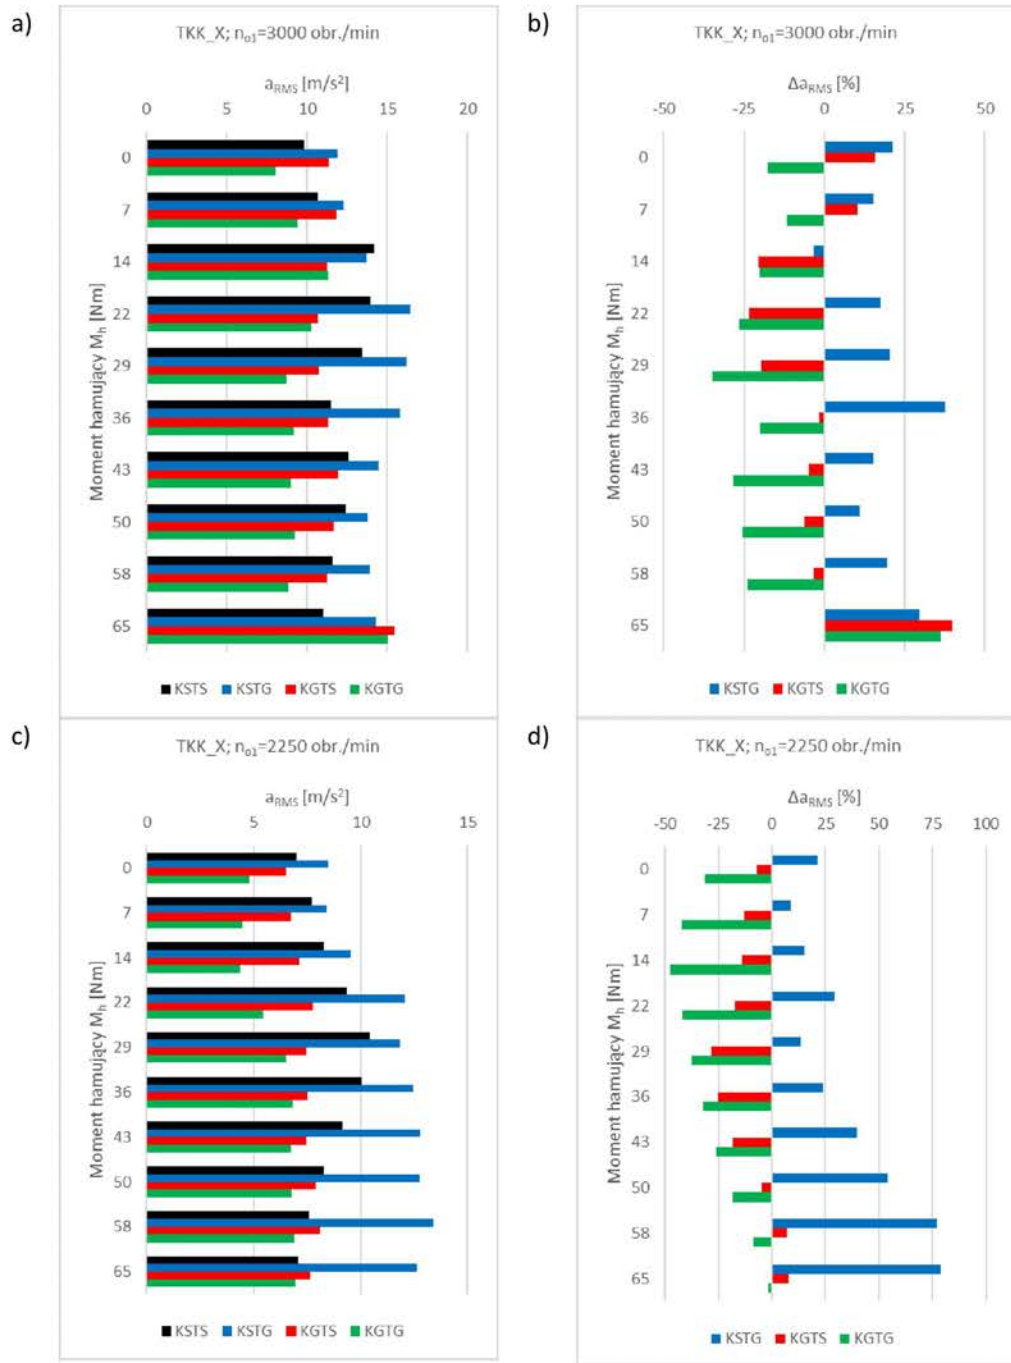 a)
TKK_X; nₒ₁=3000 obr./min
a_RMS [m/s²]
0 5 10 15 20
Moment hamujący Mₕ [Nm]
0
7
14
22
29
36
43
50
58
65
KSTS KSTG KGTS KGTG
b)
TKK_X; nₒ₁=3000 obr./min
Δa_RMS [%]
-50 -25 0 25 50
Moment hamujący Mₕ [Nm]
0
7
14
22
29
36
43
50
58
65
KSTG KGTS KGTG
c)
TKK_X; nₒ₁=2250 obr./min
a_RMS [m/s²]
0 5 10 15
Moment hamujący Mₕ [Nm]
0
7
14
22
29
36
43
50
58
65
KSTS KSTG KGTS KGTG
d)
TKK_X; nₒ₁=2250 obr./min
Δa_RMS [%]
-50 -25 0 25 50 75 100
Moment hamujący Mₕ [Nm]
0
7
14
22
29
36
43
50
58
65
KSTG KGTS KGTG